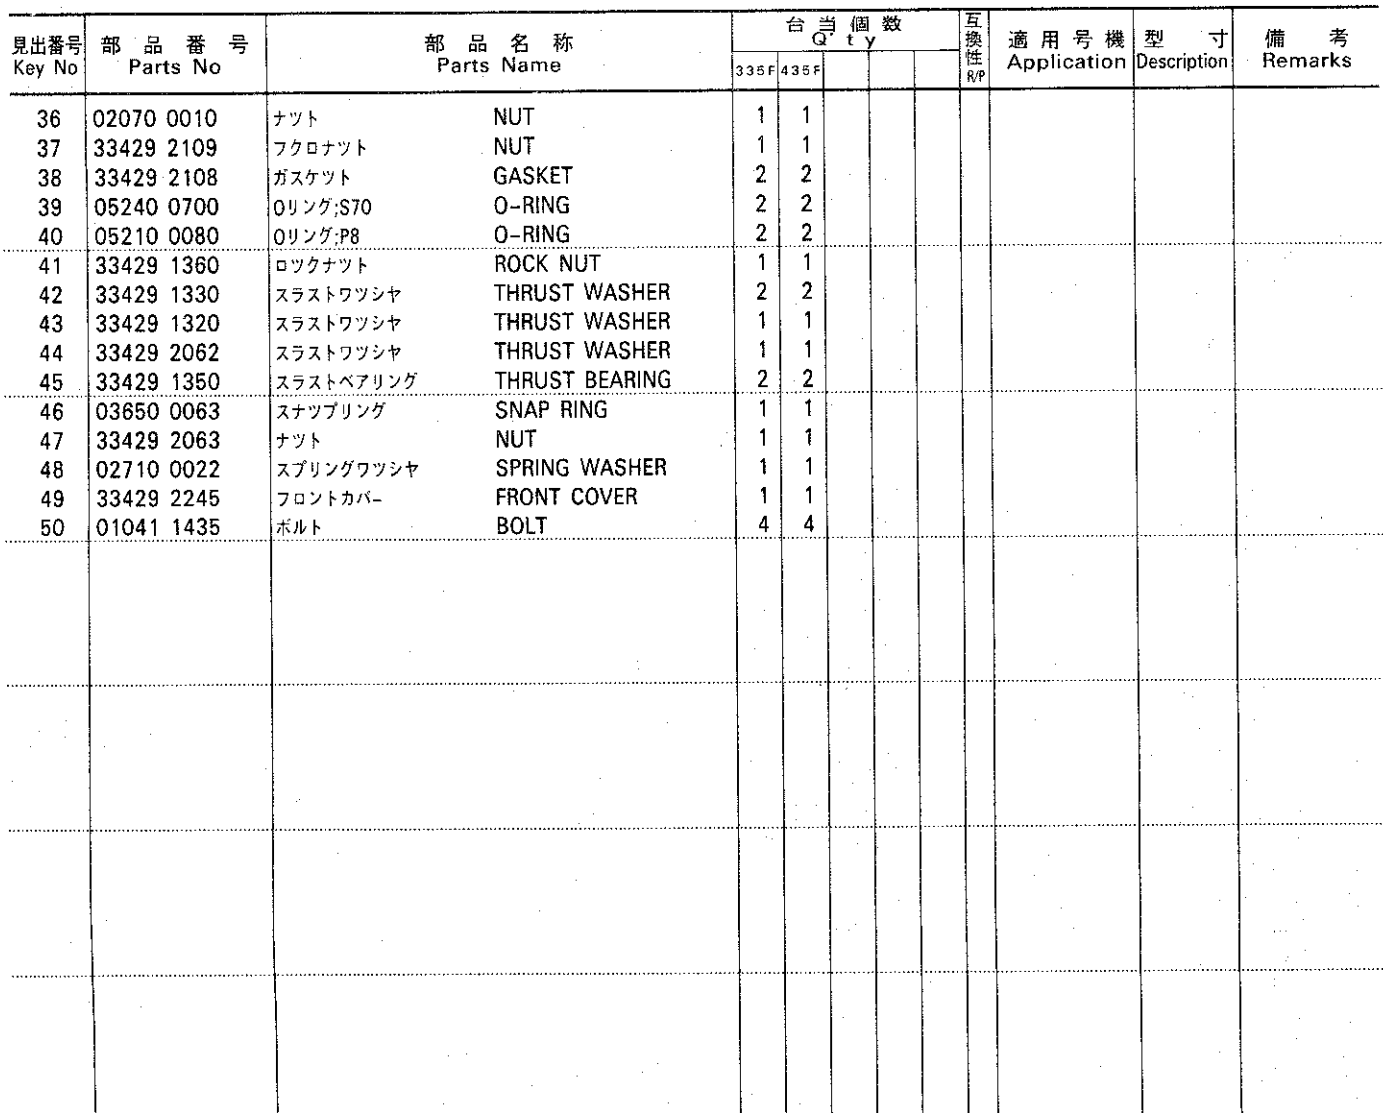 見出番号 部品番号 部品名称 台当個数 互換性 適用号機 型寸 備考
Key No Parts No Parts Name Q'ty R/P Application Description Remarks
335F 435F
36 02070 0010 ナツト NUT 1 1
37 33429 2109 フクロナツト NUT 1 1
38 33429 2108 ガスケツト GASKET 2 2
39 05240 0700 Oリング;S70 O-RING 2 2
40 05210 0080 Oリング;P8 O-RING 2 2
41 33429 1360 ロツクナツト ROCK NUT 1 1
42 33429 1330 スラストワツシヤ THRUST WASHER 2 2
43 33429 1320 スラストワツシヤ THRUST WASHER 1 1
44 33429 2062 スラストワツシヤ THRUST WASHER 1 1
45 33429 1350 スラストベアリング THRUST BEARING 2 2
46 03650 0063 スナツプリング SNAP RING 1 1
47 33429 2063 ナツト NUT 1 1
48 02710 0022 スプリングワツシヤ SPRING WASHER 1 1
49 33429 2245 フロントカバー FRONT COVER 1 1
50 01041 1435 ボルト BOLT 4 4